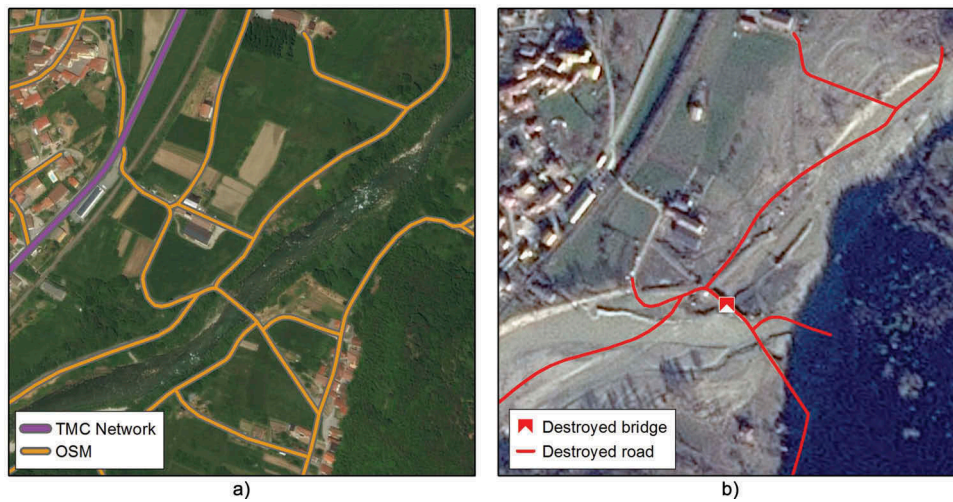 TMC Network
OSM
Destroyed bridge
Destroyed road
a)
b)